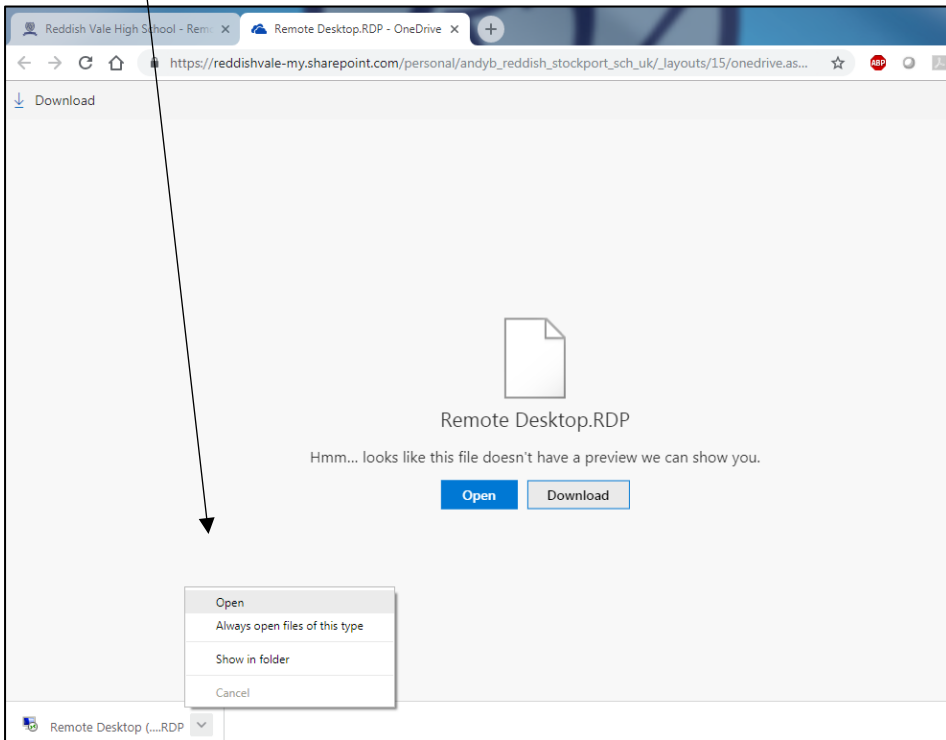 Reddish Vale High School - Rem
Remote Desktop.RDP - OneDrive
https://reddishvale-my.sharepoint.com/personal/andyb_reddish_stockport_sch_uk/_layouts/15/onedrive.as...
ABP
Download
Remote Desktop.RDP
Hmm... looks like this file doesn't have a preview we can show you.
Open
Download
Open
Always open files of this type
Show in folder
Cancel
Remote Desktop (....RDP